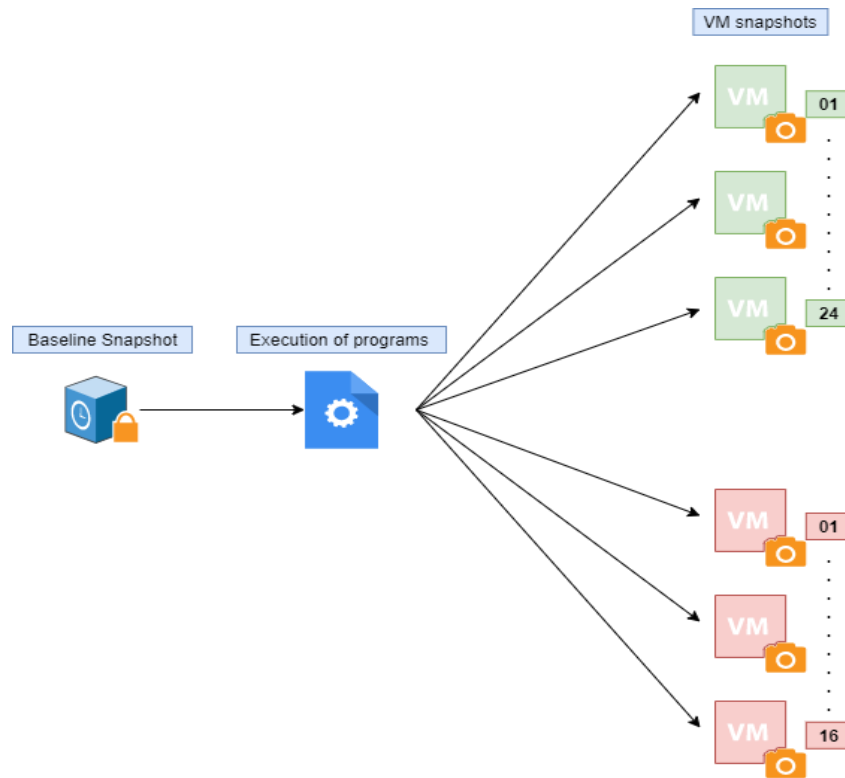 VM snapshots
VM
01
VM
VM
24
Baseline Snapshot
Execution of programs
VM
01
VM
VM
16